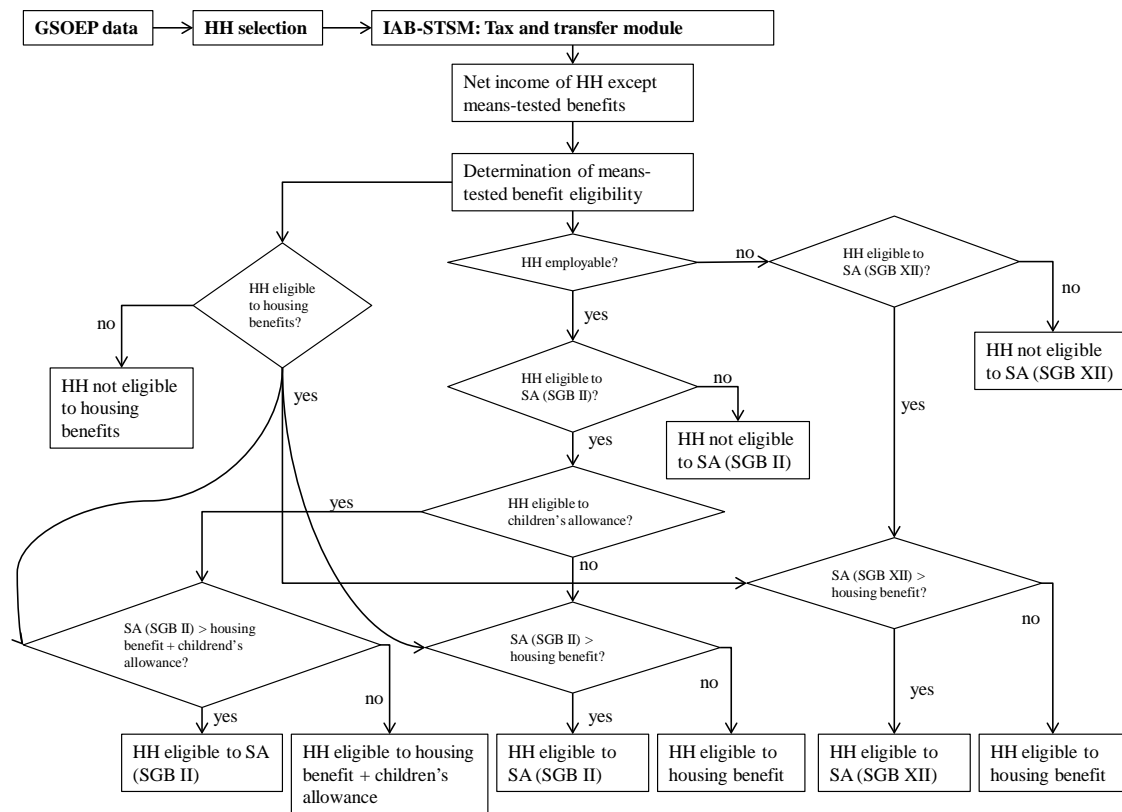 GSOEP data
HH selection
IAB-STSM: Tax and transfer module
Net income of HH except
means-tested benefits
Determination of means-
tested benefit eligibility
HH employable?
no
HH eligible to
SA (SGB XII)?
HH eligible
to housing
benefits?
no
yes
no
HH not eligible
to SA (SGB XII)
HH not eligible
to housing
benefits
yes
HH eligible to
SA (SGB II)?
no
yes
HH not eligible
to SA (SGB II)
yes
yes
HH eligible to
children's allowance?
no
SA (SGB XII) >
housing benefit?
SA (SGB II) > housing
benefit + childrend's
allowance?
SA (SGB II) >
housing benefit?
no
no
no
yes
yes
yes
HH eligible to SA
(SGB II)
HH eligible to housing
benefit + children's
allowance
HH eligible to
SA (SGB II)
HH eligible to
housing benefit
HH eligible to
SA (SGB XII)
HH eligible to
housing benefit